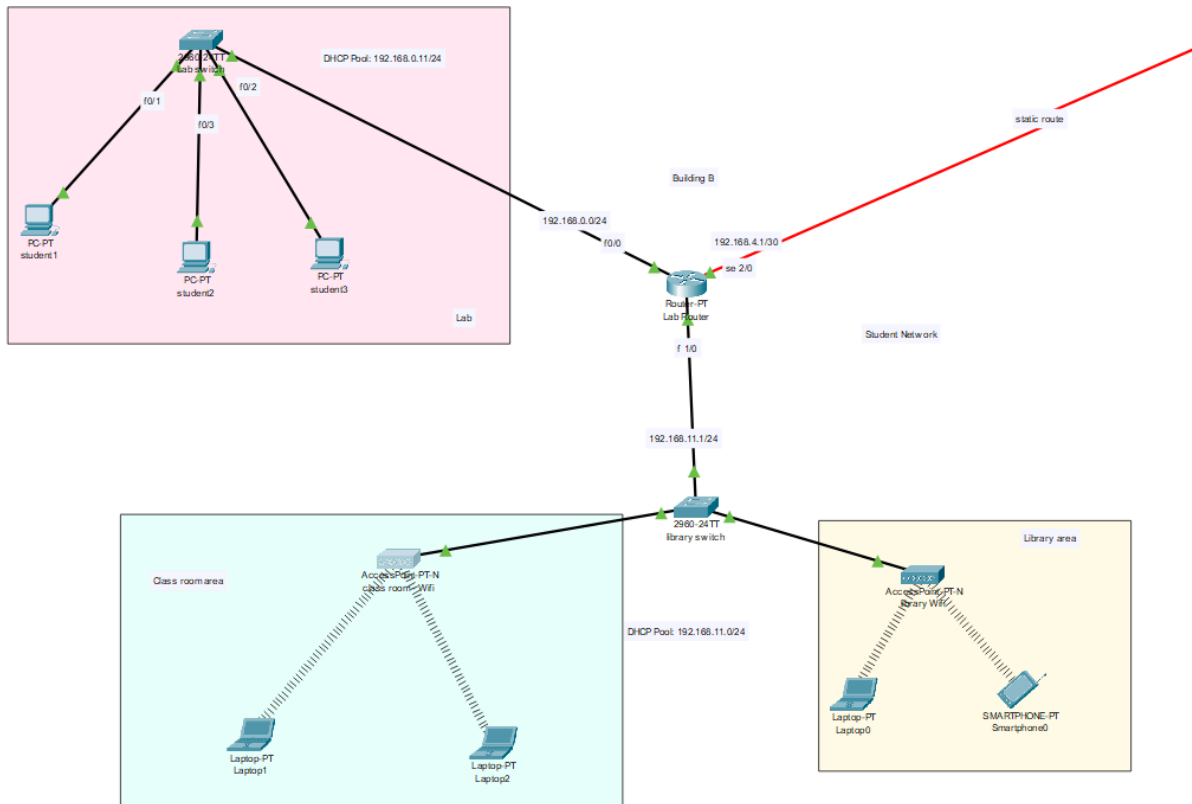 2960-24TT
Lab switch
DHCP Pool: 192.168.0.11/24
f0/1
f0/2
f0/3
PC-PT
student1
PC-PT
student2
PC-PT
student3
Lab
static route
Building B
192.168.0.0/24
f0/0
192.168.4.1/30
se 2/0
Router-PT
Lab Router
f 1/0
Student Network
192.168.11.1/24
2960-24TT
library switch
Class room area
AccessPoint-PT-N
class room - Wifi
Library area
AccessPoint-PT-N
library Wifi
DHCP Pool: 192.168.11.0/24
Laptop-PT
Laptop1
Laptop-PT
Laptop2
Laptop-PT
Laptop0
SMARTPHONE-PT
Smartphone0